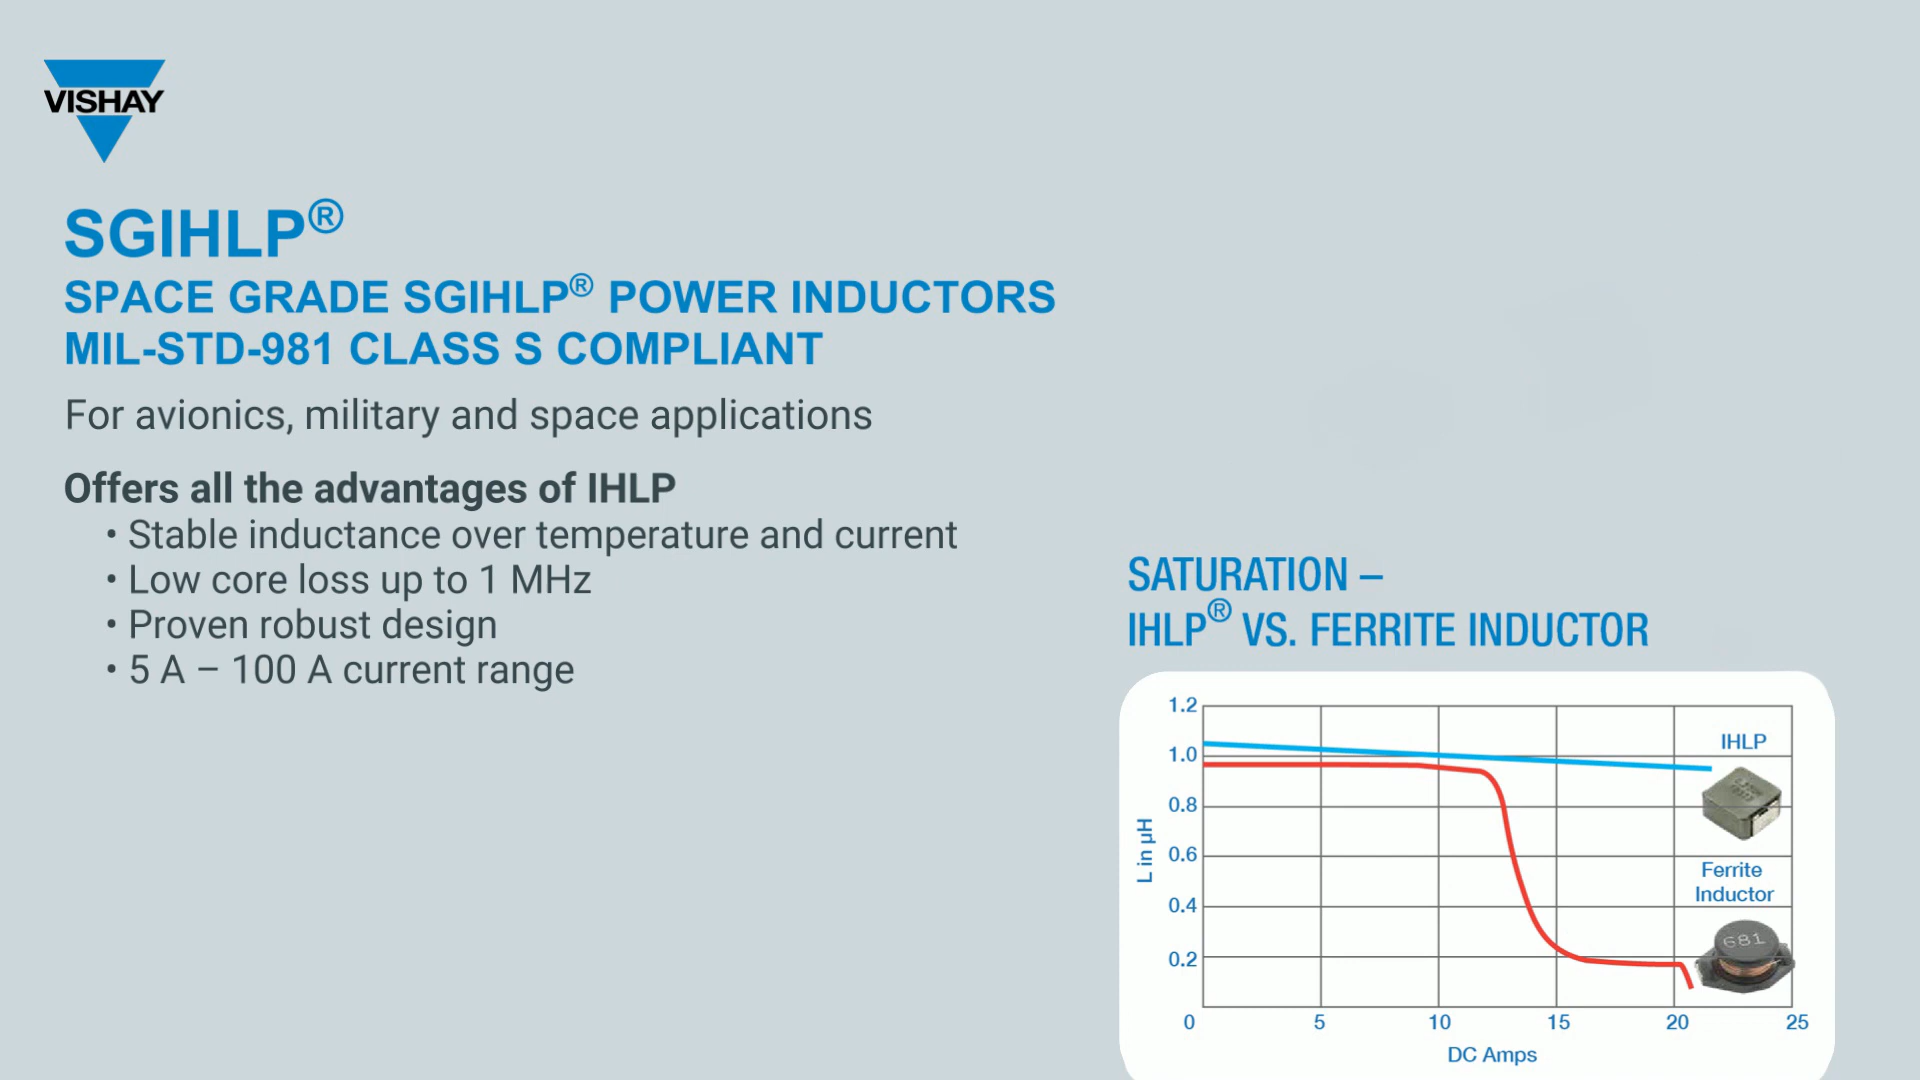 VISHAY
SGIHLP®
SPACE GRADE SGIHLP® POWER INDUCTORS
MIL-STD-981 CLASS S COMPLIANT
For avionics, military and space applications
Offers all the advantages of IHLP
• Stable inductance over temperature and current
• Low core loss up to 1 MHz
• Proven robust design
• 5 A – 100 A current range
SATURATION –
IHLP® VS. FERRITE INDUCTOR
1.2
1.0
0.8
0.6
0.4
0.2
L in µH
IHLP
Ferrite
Inductor
681
0 5 10 15 20 25
DC Amps